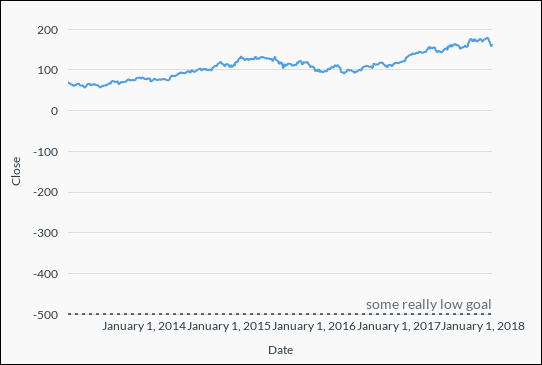 200
100
0
-100
-200
-300
-400
-500
Close
some really low goal
January 1, 2014 January 1, 2015 January 1, 2016 January 1, 2017 January 1, 2018
Date